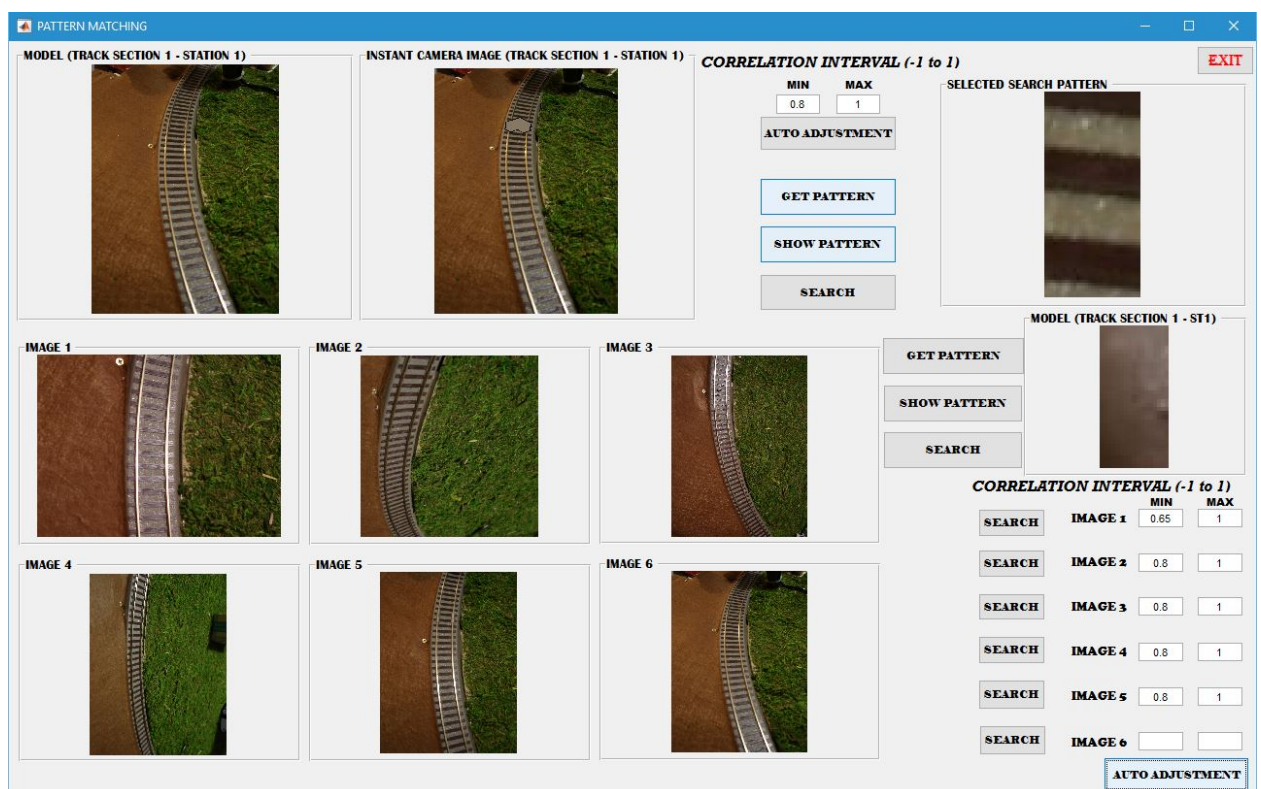 PATTERN MATCHING
MODEL (TRACK SECTION 1 - STATION 1)
INSTANT CAMERA IMAGE (TRACK SECTION 1 - STATION 1)
CORRELATION INTERVAL (-1 to 1)
EXIT
MIN MAX
0.8 1
AUTO ADJUSTMENT
GET PATTERN
SHOW PATTERN
SEARCH
SELECTED SEARCH PATTERN
MODEL (TRACK SECTION 1 - ST1)
IMAGE 1
IMAGE 2
IMAGE 3
GET PATTERN
SHOW PATTERN
SEARCH
IMAGE 4
IMAGE 5
IMAGE 6
CORRELATION INTERVAL (-1 to 1)
MIN MAX
SEARCH IMAGE 1 0.65 1
SEARCH IMAGE 2 0.8 1
SEARCH IMAGE 3 0.8 1
SEARCH IMAGE 4 0.8 1
SEARCH IMAGE 5 0.8 1
SEARCH IMAGE 6
AUTO ADJUSTMENT